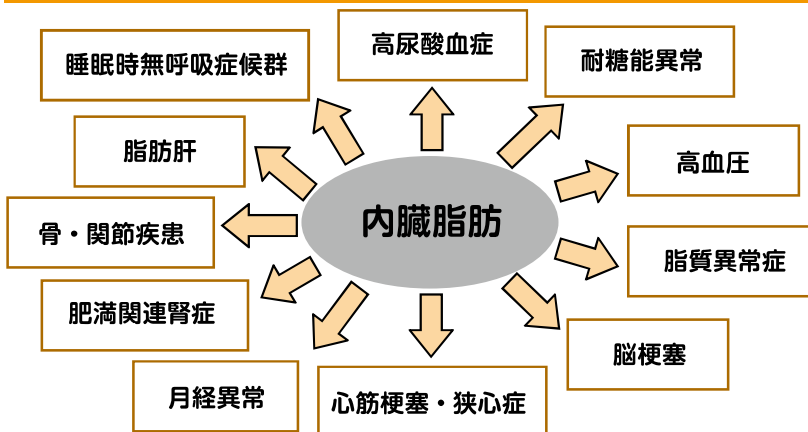 高尿酸血症
睡眠時無呼吸症候群
耐糖能異常
脂肪肝
高血圧
内臓脂肪
骨・関節疾患
脂質異常症
肥満関連腎症
脳梗塞
月経異常
心筋梗塞・狭心症